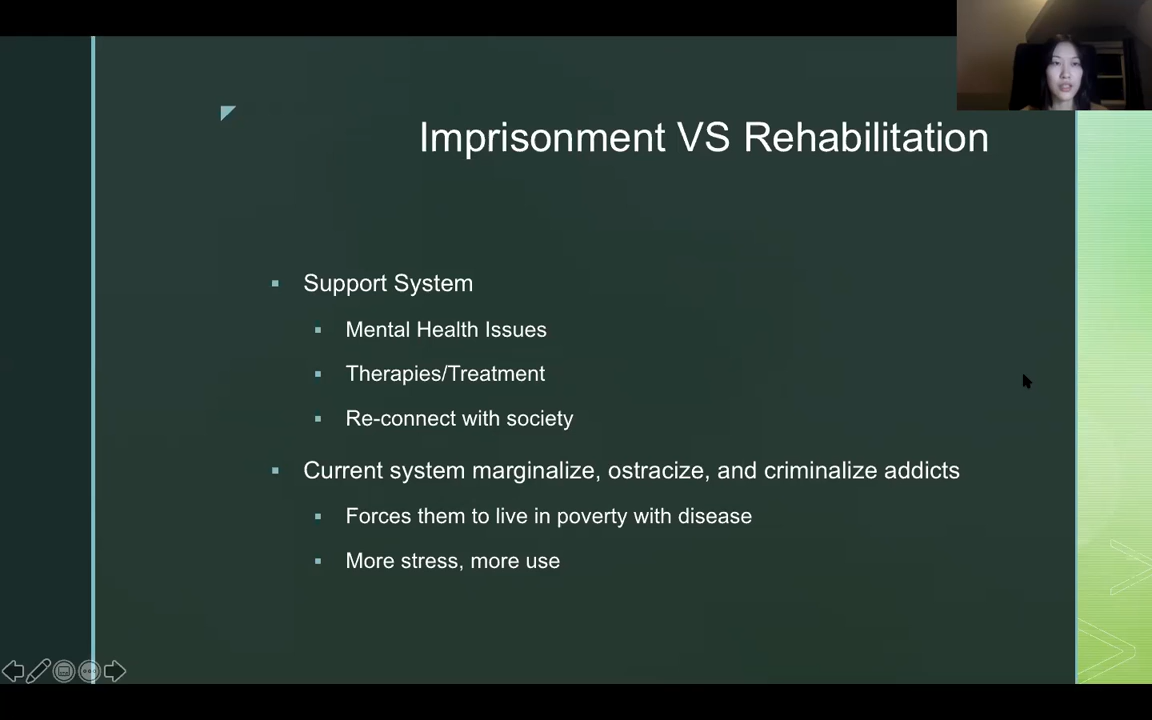 Imprisonment VS Rehabilitation
Support System
Mental Health Issues
Therapies/Treatment
Re-connect with society
Current system marginalize, ostracize, and criminalize addicts
Forces them to live in poverty with disease
More stress, more use